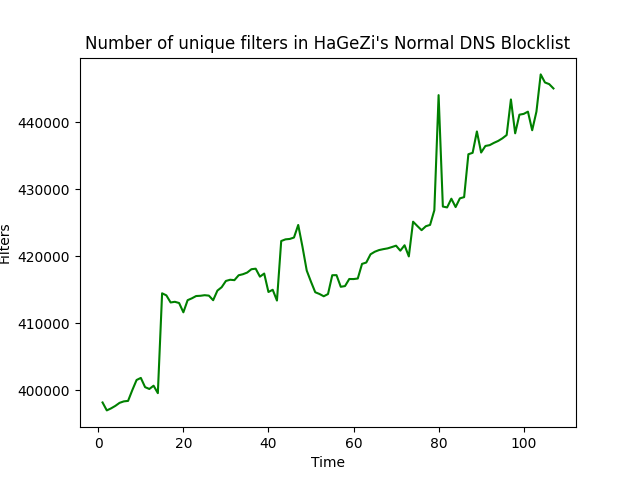 Number of unique filters in HaGeZi's Normal DNS Blocklist
440000
430000
420000
410000
400000
Filters
0 20 40 60 80 100
Time